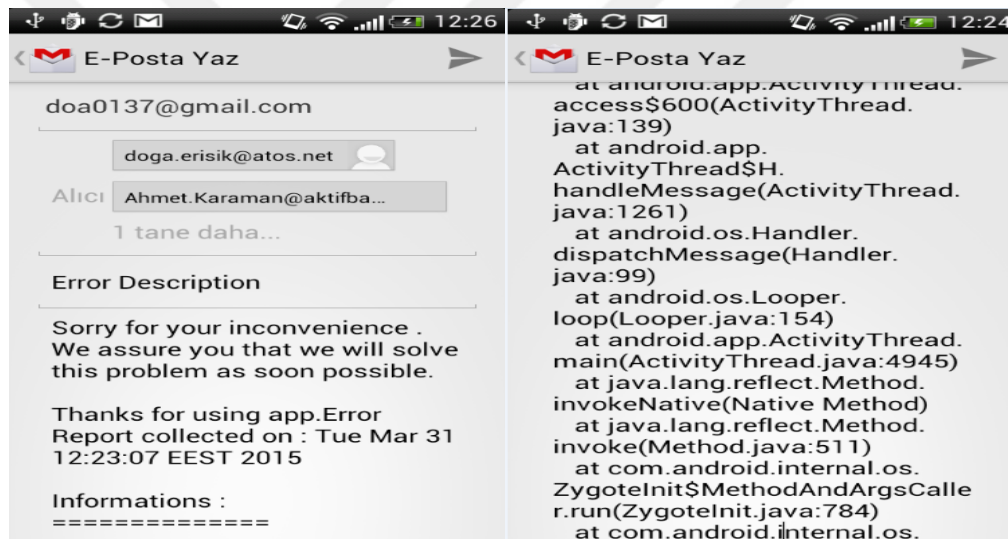 12:26
E-Posta Yaz
doa0137@gmail.com
doga.erisik@atos.net
Alıcı Ahmet.Karaman@aktifba...
1 tane daha...
Error Description
Sorry for your inconvenience .
We assure you that we will solve
this problem as soon possible.
Thanks for using app.Error
Report collected on : Tue Mar 31
12:23:07 EEST 2015
Informations :
==============
12:24
E-Posta Yaz
at android.app.ActivityThread.
access$600(ActivityThread.
java:139)
at android.app.
ActivityThread$H.
handleMessage(ActivityThread.
java:1261)
at android.os.Handler.
dispatchMessage(Handler.
java:99)
at android.os.Looper.
loop(Looper.java:154)
at android.app.ActivityThread.
main(ActivityThread.java:4945)
at java.lang.reflect.Method.
invokeNative(Native Method)
at java.lang.reflect.Method.
invoke(Method.java:511)
at com.android.internal.os.
ZygoteInit$MethodAndArgsCalle
r.run(ZygoteInit.java:784)
at com.android.internal.os.